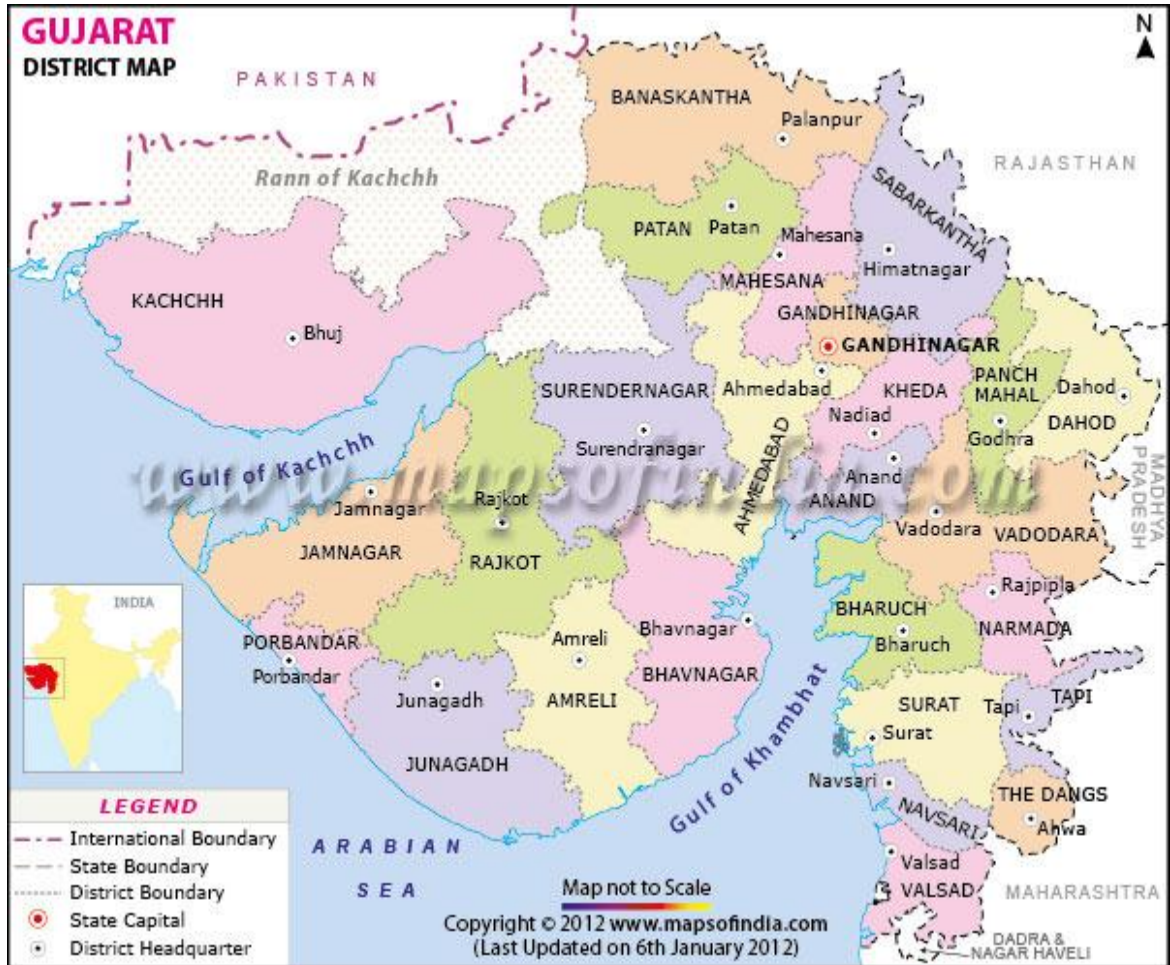 GUJARAT
DISTRICT MAP
N
PAKISTAN
BANASKANTHA
Palanpur
RAJASTHAN
Rann of Kachchh
SABARKANTHA
PATAN
Patan
Mahesana
Himatnagar
MAHESANA
KACHCHH
GANDHINAGAR
Bhuj
GANDHINAGAR
SURENDERNAGAR
Ahmedabad
KHEDA
PANCH
MAHAL
Dahod
DAHOD
Nadiad
Godhra
Gulf of Kachchh
Surendranagar
AHMEDABAD
Anand
ANAND
MADHYA
PRADESH
www.mapsofindia.com
Jamnagar
Rajkot
JAMNAGAR
RAJKOT
Vadodara
VADODARA
INDIA
Rajpipla
BHARUCH
NARMADA
PORBANDAR
Porbandar
Amreli
Bhavnagar
Bharuch
BHAVNAGAR
Junagadh
AMRELI
SURAT
Tapi
TAPI
Surat
JUNAGADH
Gulf of Khambhat
Navsari
NAVSARI
THE DANGS
Ahwa
LEGEND
International Boundary
State Boundary
District Boundary
State Capital
District Headquarter
ARABIAN
SEA
Valsad
VALSAD
MAHARASHTRA
DADRA &
NAGAR HAVELI
Map not to Scale
Copyright © 2012 www.mapsofindia.com
(Last Updated on 6th January 2012)